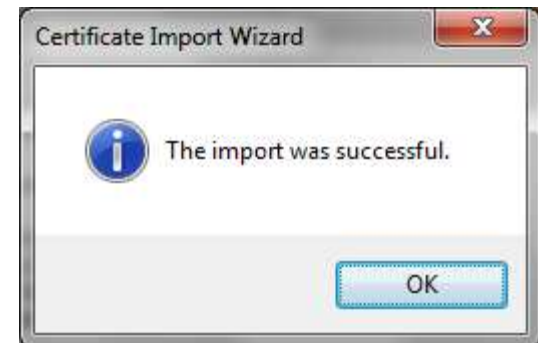 Certificate Import Wizard
The import was successful.
OK